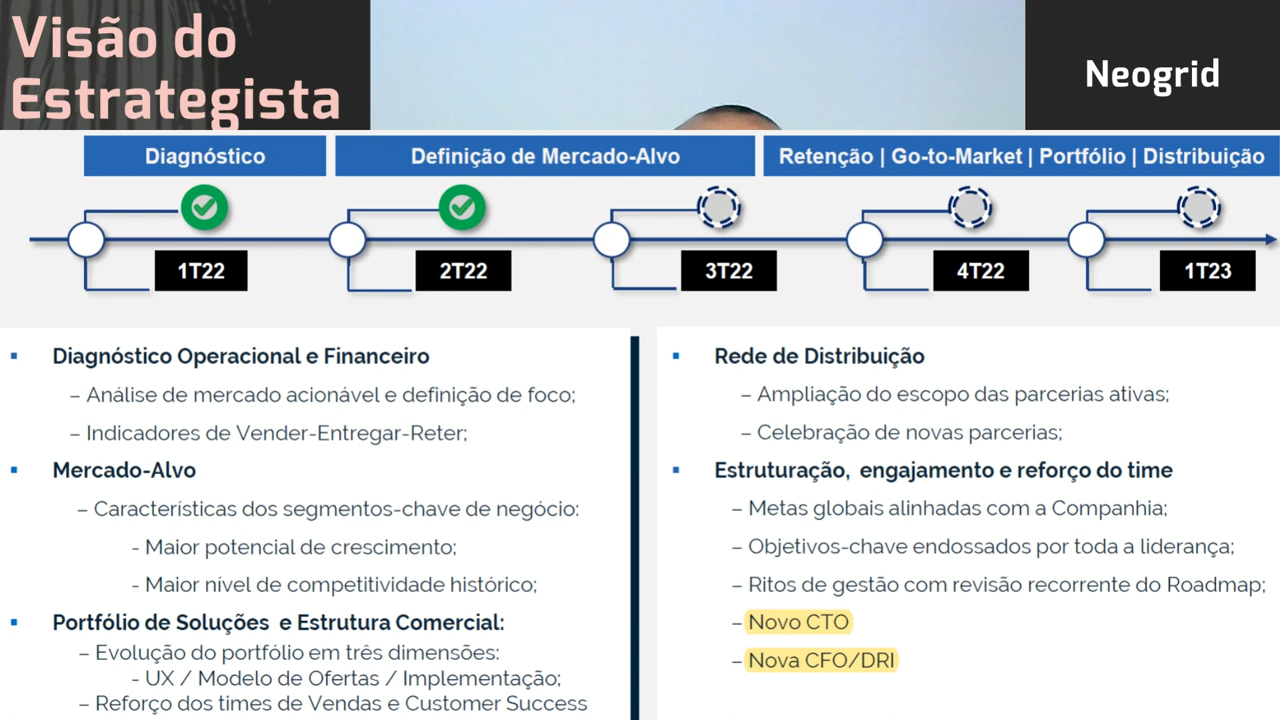 Visão do
Estrategista
Neogrid
Diagnóstico
Definição de Mercado-Alvo
Retenção | Go-to-Market | Portfólio | Distribuição
1T22
2T22
3T22
4T22
1T23
▪ Diagnóstico Operacional e Financeiro
– Análise de mercado acionável e definição de foco;
– Indicadores de Vender-Entregar-Reter;
▪ Mercado-Alvo
– Características dos segmentos-chave de negócio:
- Maior potencial de crescimento;
- Maior nível de competitividade histórico;
▪ Portfólio de Soluções e Estrutura Comercial:
– Evolução do portfólio em três dimensões:
- UX / Modelo de Ofertas / Implementação;
– Reforço dos times de Vendas e Customer Success
▪ Rede de Distribuição
– Ampliação do escopo das parcerias ativas;
– Celebração de novas parcerias;
▪ Estruturação, engajamento e reforço do time
– Metas globais alinhadas com a Companhia;
– Objetivos-chave endossados por toda a liderança;
– Ritos de gestão com revisão recorrente do Roadmap;
– Novo CTO
– Nova CFO/DRI